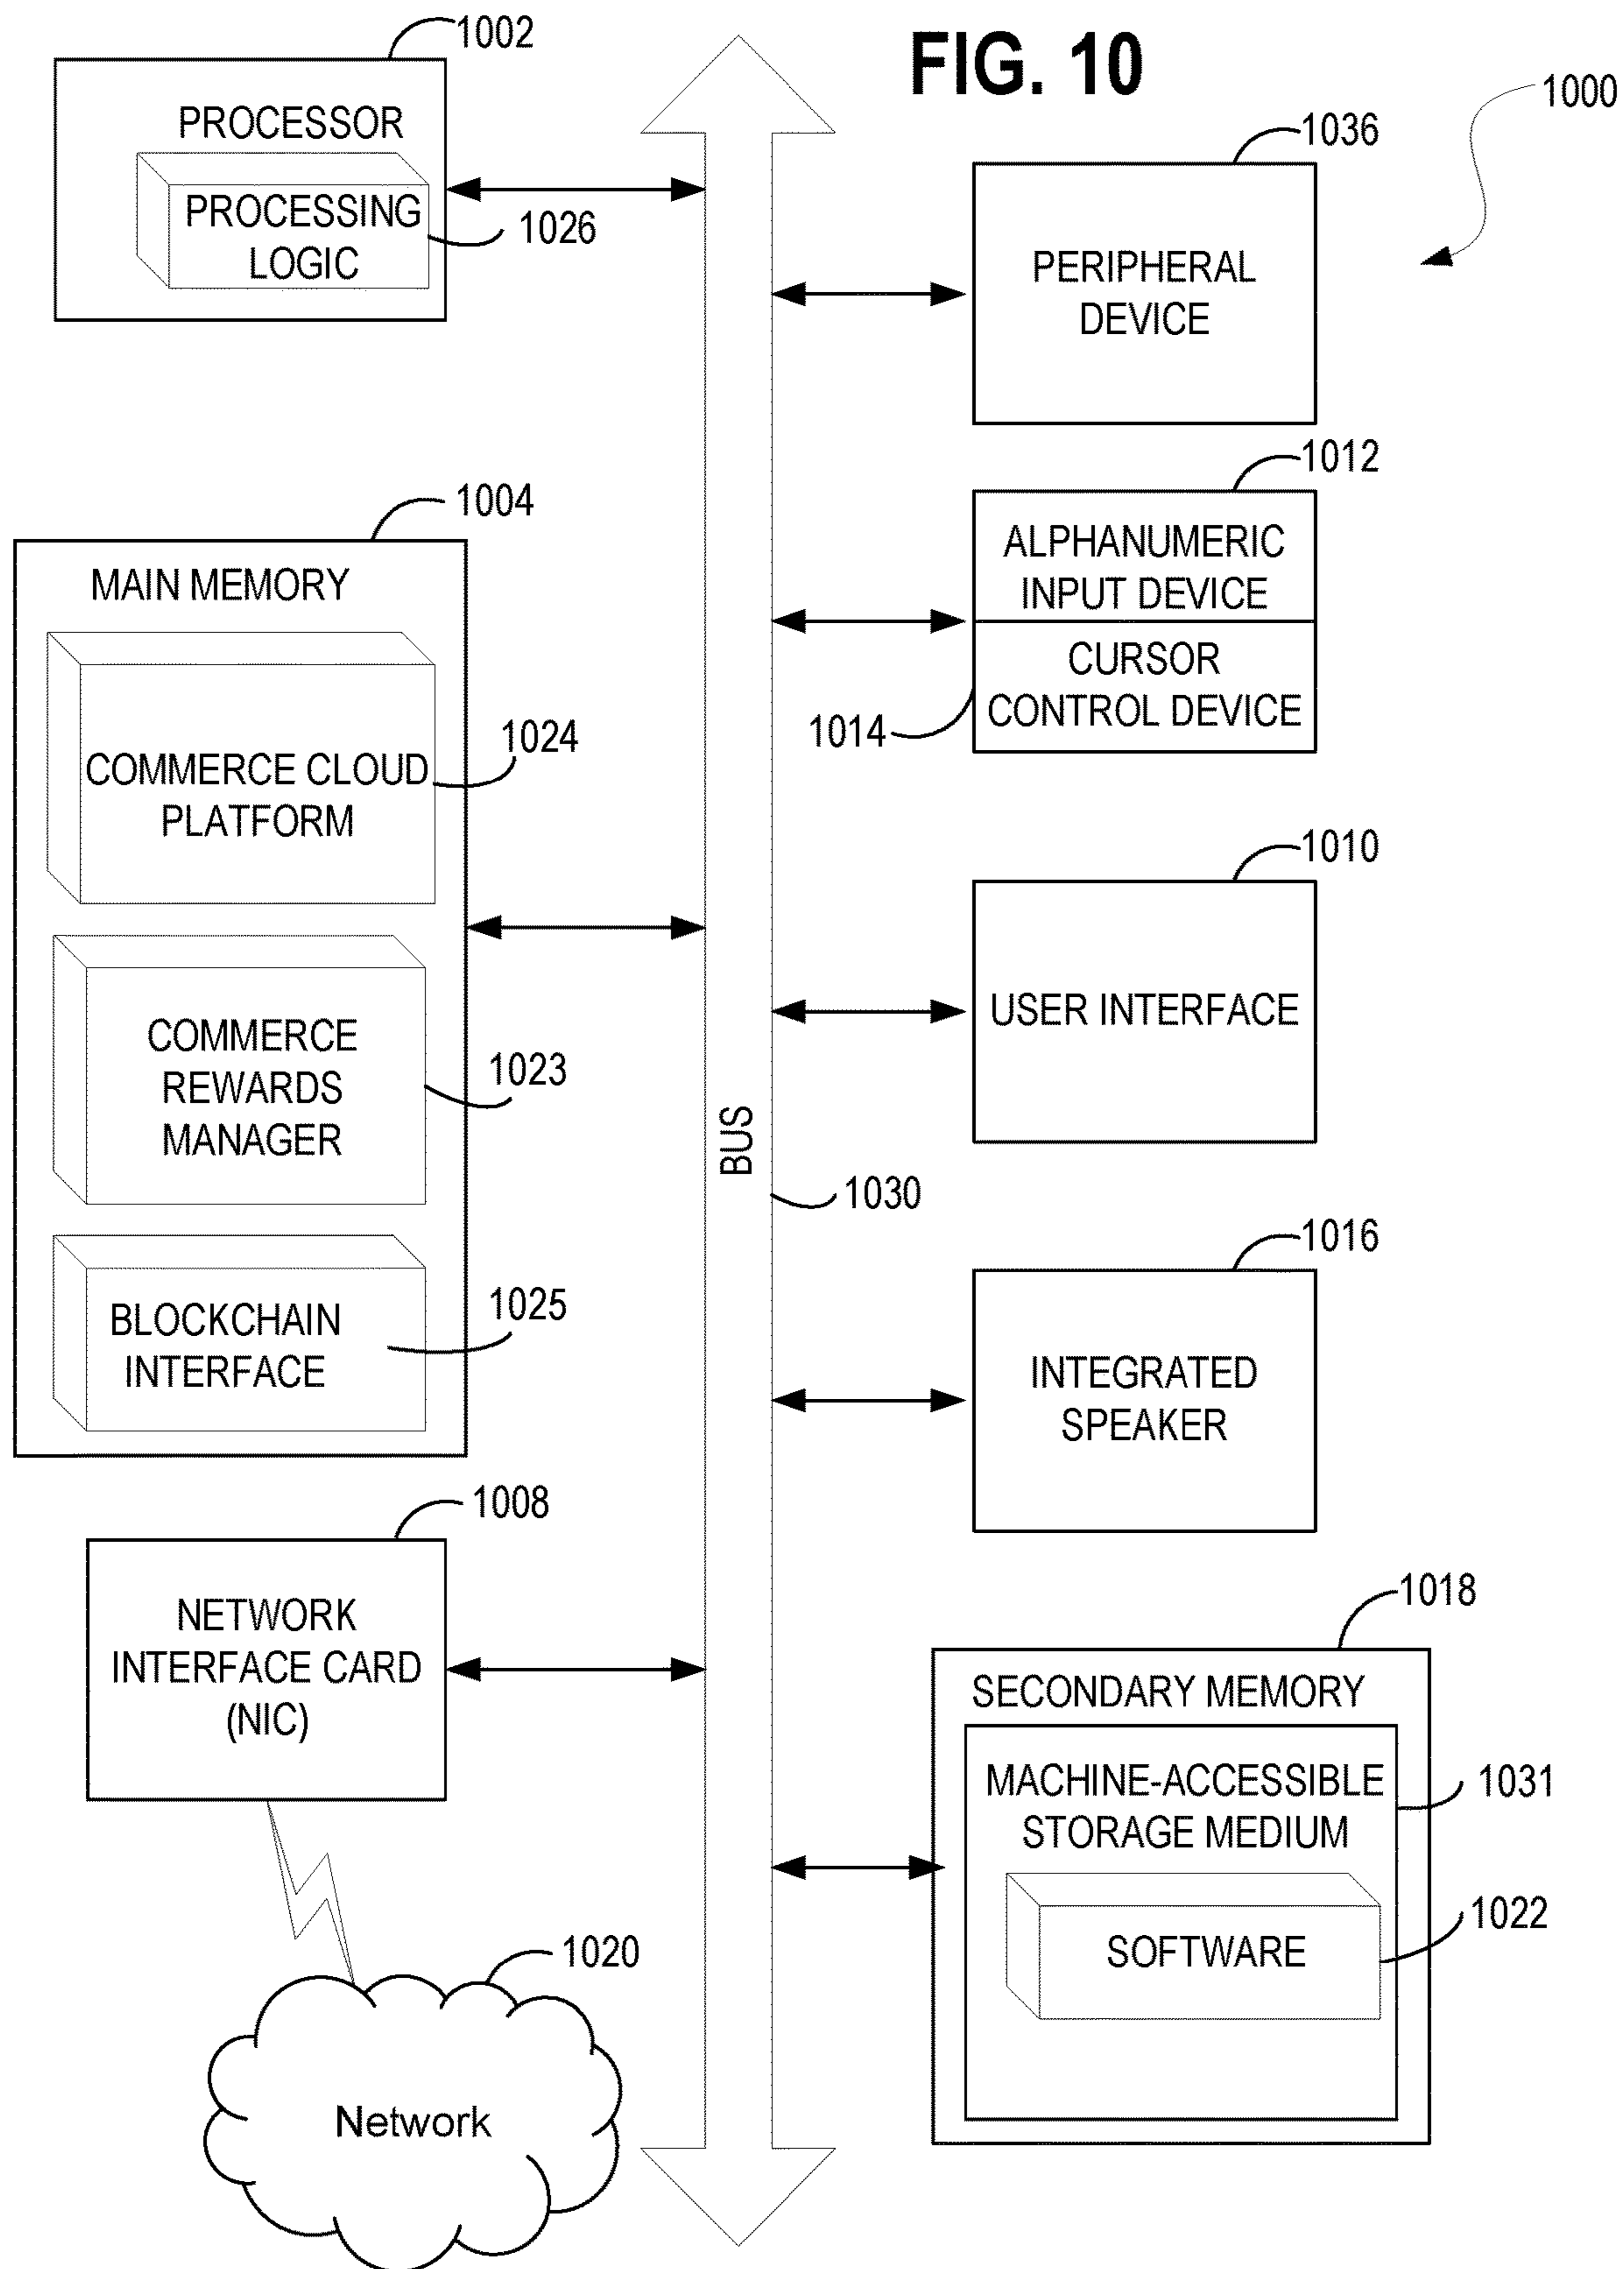 FIG. 10
1000
1002
PROCESSOR
PROCESSING
LOGIC
1026
1004
MAIN MEMORY
COMMERCE CLOUD
PLATFORM
1024
COMMERCE
REWARDS
MANAGER
1023
BLOCKCHAIN
INTERFACE
1025
1008
NETWORK
INTERFACE CARD
(NIC)
1020
Network
BUS
1030
1036
PERIPHERAL
DEVICE
1012
ALPHANUMERIC
INPUT DEVICE
CURSOR
CONTROL DEVICE
1014
1010
USER INTERFACE
1016
INTEGRATED
SPEAKER
1018
SECONDARY MEMORY
MACHINE-ACCESSIBLE
STORAGE MEDIUM
1031
SOFTWARE
1022